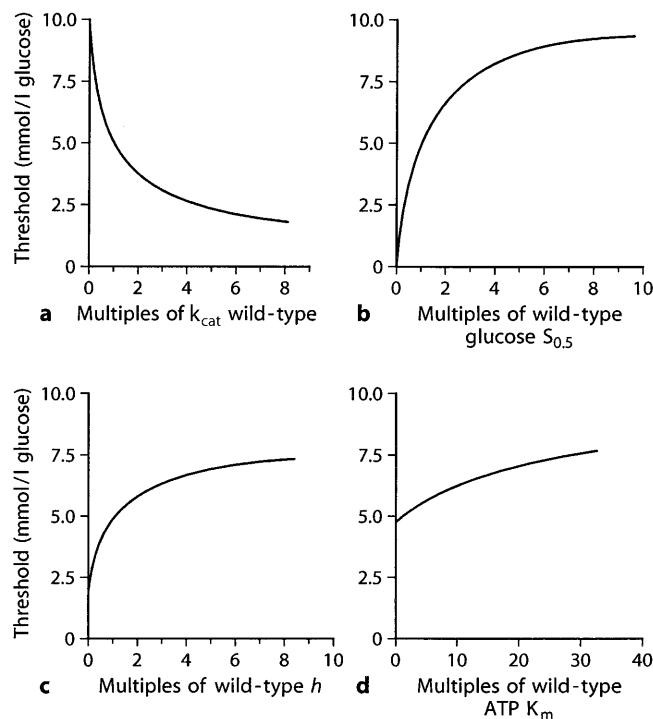 10.0
7.5
5.0
2.5
0
Threshold (mmol/l glucose)
0 2 4 6 8
a Multiples of kcat wild-type
10.0
7.5
5.0
2.5
0
0 2 4 6 8 10
b Multiples of wild-type
glucose S0.5
10.0
7.5
5.0
2.5
0
Threshold (mmol/l glucose)
0 2 4 6 8 10
c Multiples of wild-type h
10.0
7.5
5.0
2.5
0
0 10 20 30 40
d Multiples of wild-type
ATP Km